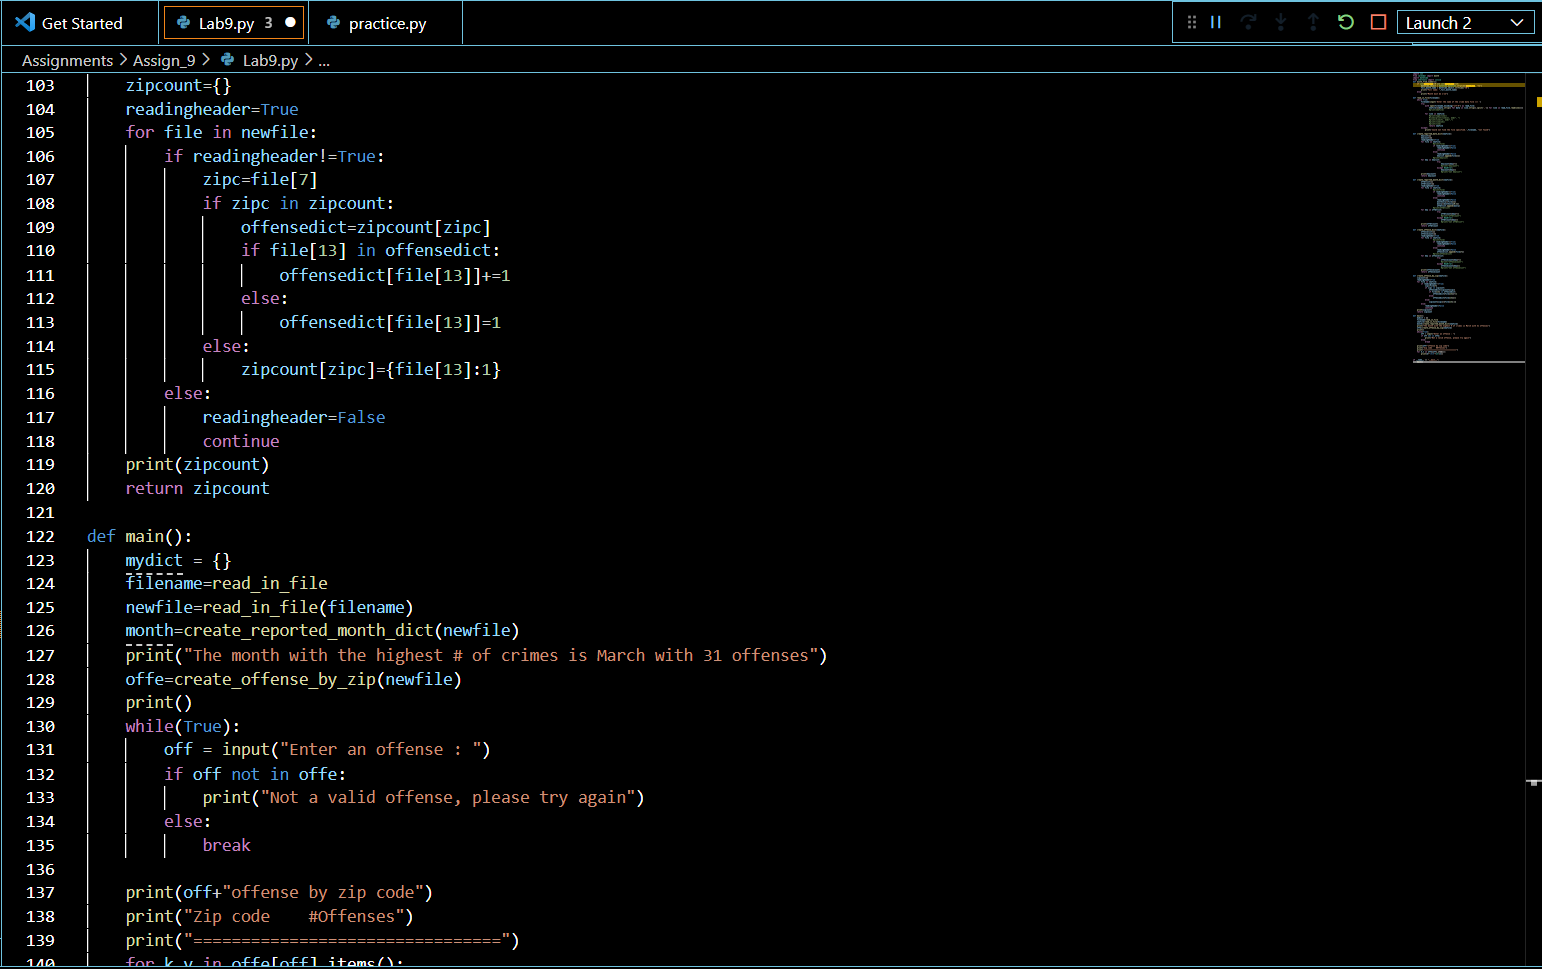 Get Started
Lab9.py 3
practice.py
Launch 2
Assignments > Assign_9 > Lab9.py > ...
103 zipcount={}
104 readingheader=True
105 for file in newfile:
106 if readingheader!=True:
107 zipc=file[7]
108 if zipc in zipcount:
109 offensedict=zipcount[zipc]
110 if file[13] in offensedict:
111 offensedict[file[13]]+=1
112 else:
113 offensedict[file[13]]=1
114 else:
115 zipcount[zipc]={file[13]:1}
116 else:
117 readingheader=False
118 continue
119 print(zipcount)
120 return zipcount
121
122 def main():
123 mydict = {}
124 filename=read_in_file
125 newfile=read_in_file(filename)
126 month=create_reported_month_dict(newfile)
127 print("The month with the highest # of crimes is March with 31 offenses")
128 offe=create_offense_by_zip(newfile)
129 print()
130 while(True):
131 off = input("Enter an offense : ")
132 if off not in offe:
133 print("Not a valid offense, please try again")
134 else:
135 break
136
137 print(off+"offense by zip code")
138 print("Zip code    #Offenses")
139 print("================================")
140 for k,v in offe[off].items():